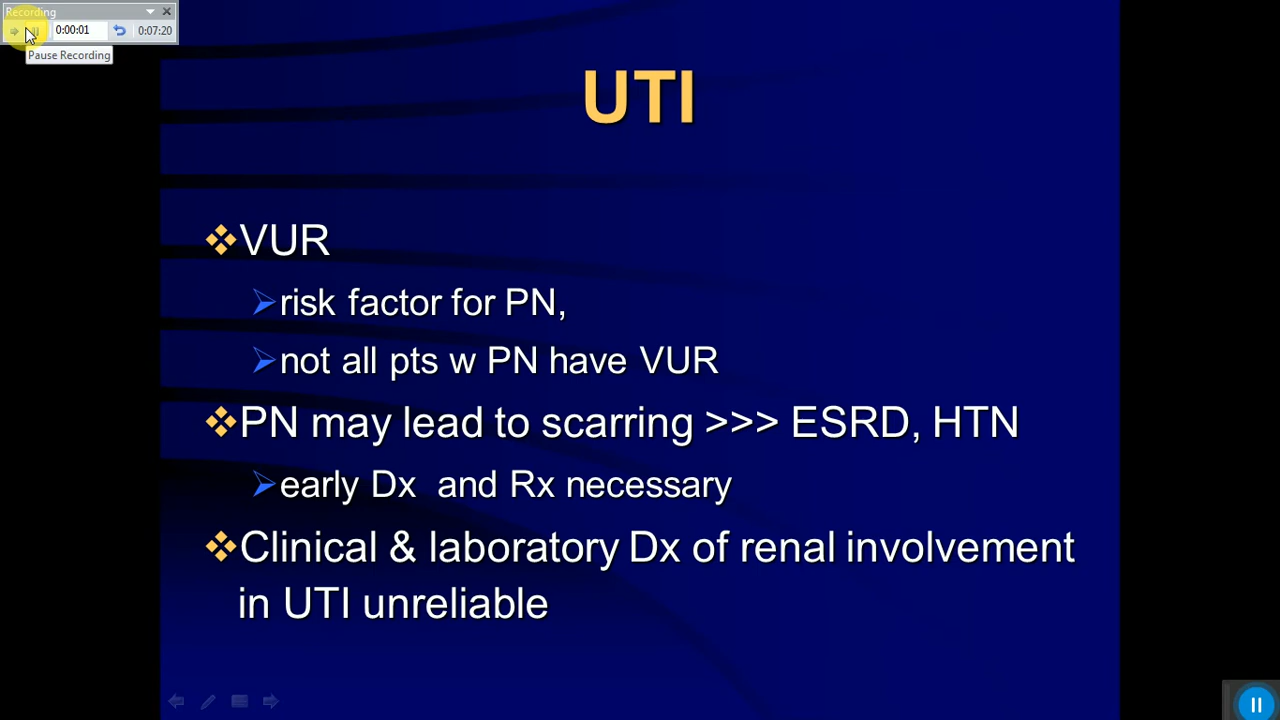 Recording
0:00:01
0:07:20
Pause Recording
UTI
VUR
risk factor for PN,
not all pts w PN have VUR
PN may lead to scarring >>> ESRD, HTN
early Dx and Rx necessary
Clinical & laboratory Dx of renal involvement
in UTI unreliable